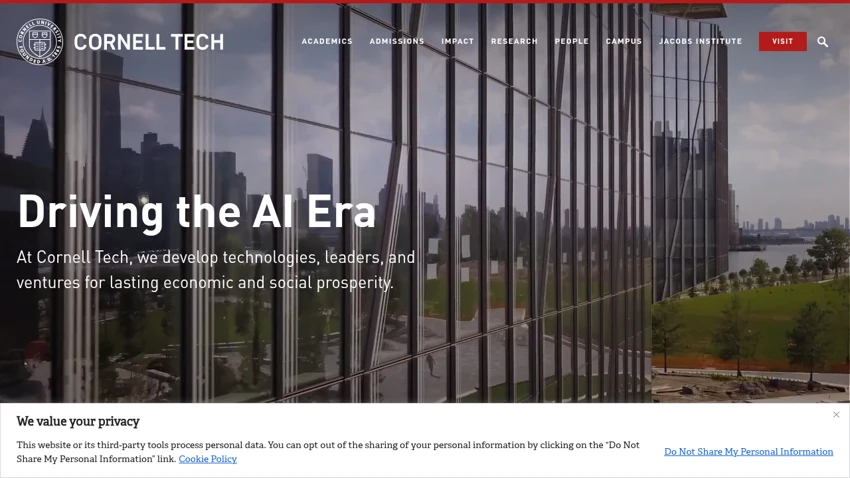 CORNELL TECH
ACADEMICS ADMISSIONS IMPACT RESEARCH PEOPLE CAMPUS JACOBS INSTITUTE VISIT
Driving the AI Era
At Cornell Tech, we develop technologies, leaders, and
ventures for lasting economic and social prosperity.
We value your privacy
This website or its third-party tools process personal data. You can opt out of the sharing of your personal information by clicking on the "Do Not
Share My Personal Information" link. Cookie Policy
Do Not Share My Personal Information